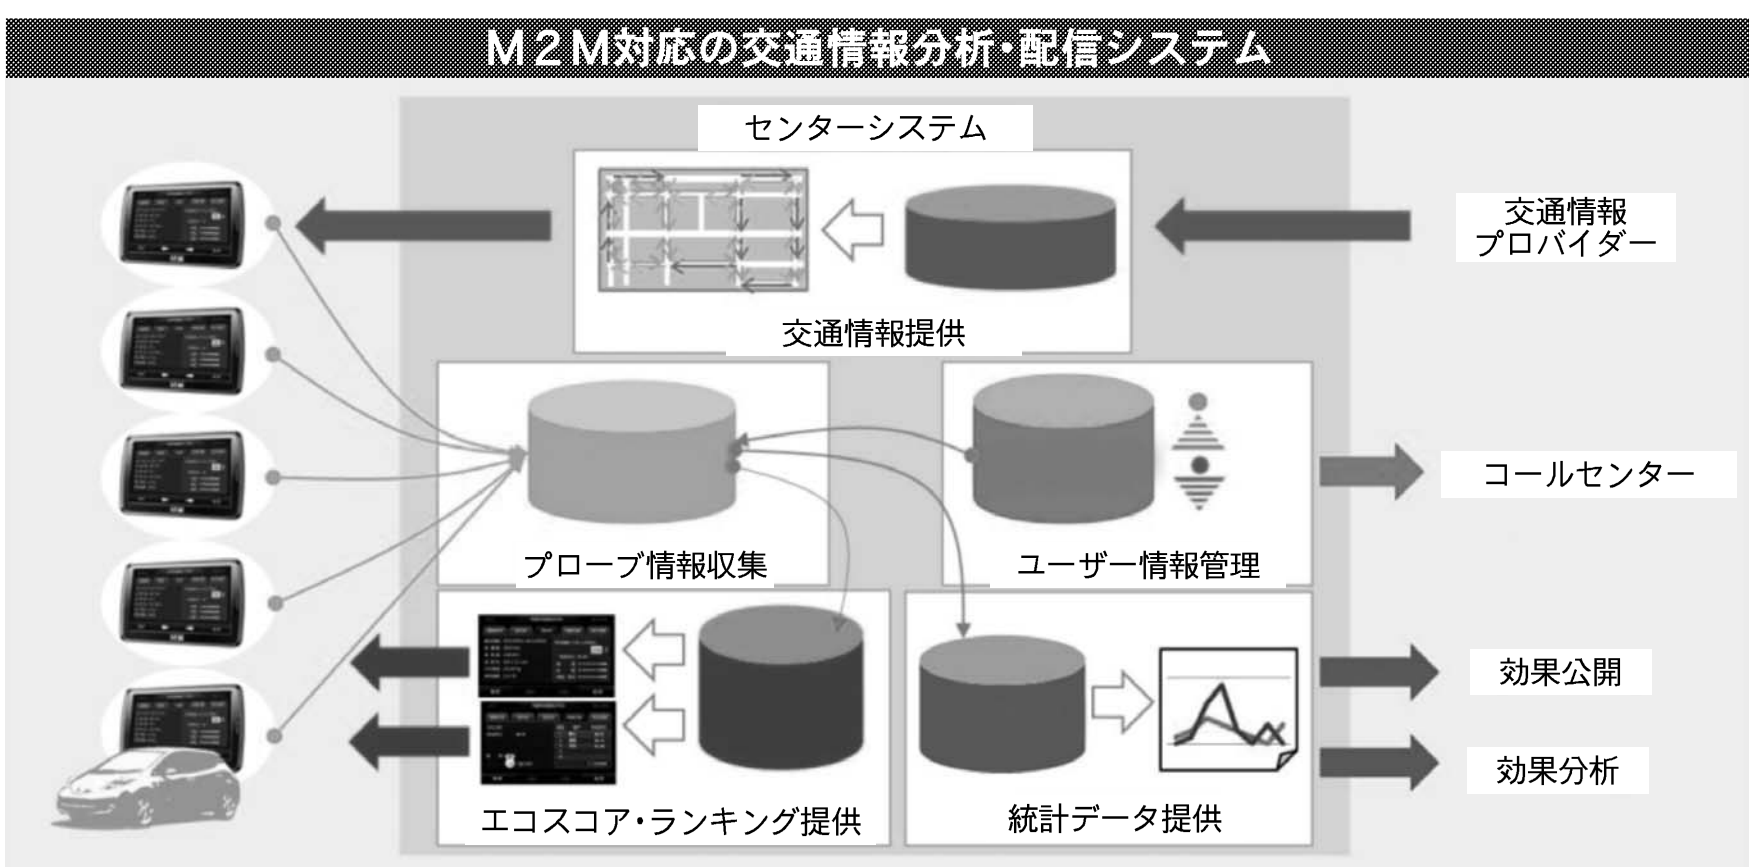 M2M対応の交通情報分析・配信システム
センターシステム
交通情報
プロバイダー
交通情報提供
プローブ情報収集
ユーザー情報管理
コールセンター
エコスコア・ランキング提供
統計データ提供
効果公開
効果分析